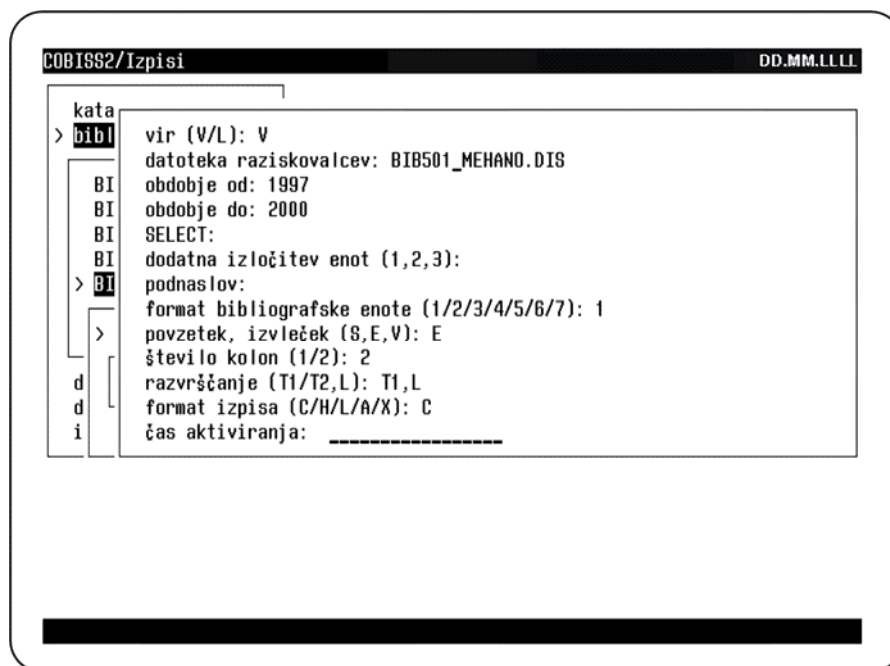 COBISS2/Izpisi DD.MM.LLLL
kata
> bibl vir (V/L): V
datoteka raziskovalcev: BIB501_MEHANO.DIS
BI obdobje od: 1997
BI obdobje do: 2000
BI SELECT:
BI dodatna izločitev enot (1,2,3):
> BI podnaslov:
format bibliografske enote (1/2/3/4/5/6/7): 1
> povzetek, izvleček (S,E,V): E
število kolon (1/2): 2
d razvrščanje (T1/T2,L): T1,L
d format izpisa (C/H/L/A/X): C
i čas aktiviranja: _________________